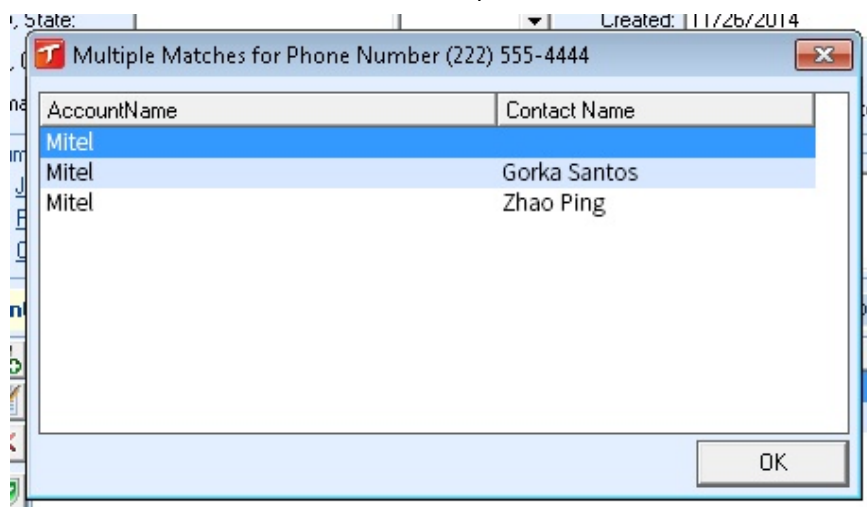 State:
Created: 11/26/2014
Multiple Matches for Phone Number (222) 555-4444
AccountName Contact Name
Mitel
Mitel Gorka Santos
Mitel Zhao Ping
OK